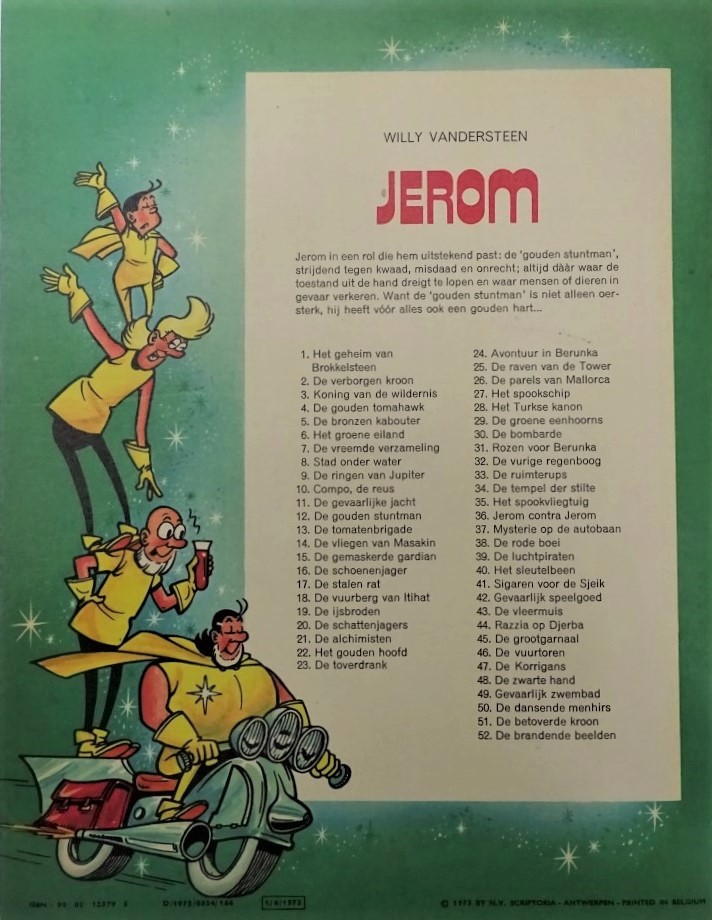 WILLY VANDERSTEEN
JEROM
Jerom in een rol die hem uitstekend past: de 'gouden stuntman',
strijdend tegen kwaad, misdaad en onrecht; altijd dààr waar de
toestand uit de hand dreigt te lopen en waar mensen of dieren in
gevaar verkeren. Want de 'gouden stuntman' is niet alleen oer-
sterk, hij heeft vóór alles ook een gouden hart...
1. Het geheim van
Brokkelsteen
2. De verborgen kroon
3. Koning van de wildernis
4. De gouden tomahawk
5. De bronzen kabouter
6. Het groene eiland
7. De vreemde verzameling
8. Stad onder water
9. De ringen van Jupiter
10. Compo, de reus
11. De gevaarlijke jacht
12. De gouden stuntman
13. De tomatenbrigade
14. De vliegen van Masakin
15. De gemaskerde gardian
16. De schoenenjager
17. De stalen rat
18. De vuurberg van Itihat
19. De ijsbroden
20. De schattenjagers
21. De alchimisten
22. Het gouden hoofd
23. De toverdrank
24. Avontuur in Berunka
25. De raven van de Tower
26. De parels van Mallorca
27. Het spookschip
28. Het Turkse kanon
29. De groene eenhoorns
30. De bombarde
31. Rozen voor Berunka
32. De vurige regenboog
33. De ruimterups
34. De tempel der stilte
35. Het spookvliegtuig
36. Jerom contra Jerom
37. Mysterie op de autobaan
38. De rode boei
39. De luchtpiraten
40. Het sleutelbeen
41. Sigaren voor de Sjeik
42. Gevaarlijk speelgoed
43. De vleermuis
44. Razzia op Djerba
45. De grootgarnaal
46. De vuurtoren
47. De Korrigans
48. De zwarte hand
49. Gevaarlijk zwembad
50. De dansende menhirs
51. De betoverde kroon
52. De brandende beelden
ISBN - 90 02 12379 D/1973/0034/144 1/6/1973
© 1973 BY N.V. SCRIPTORIA - ANTWERPEN - PRINTED IN BELGIUM